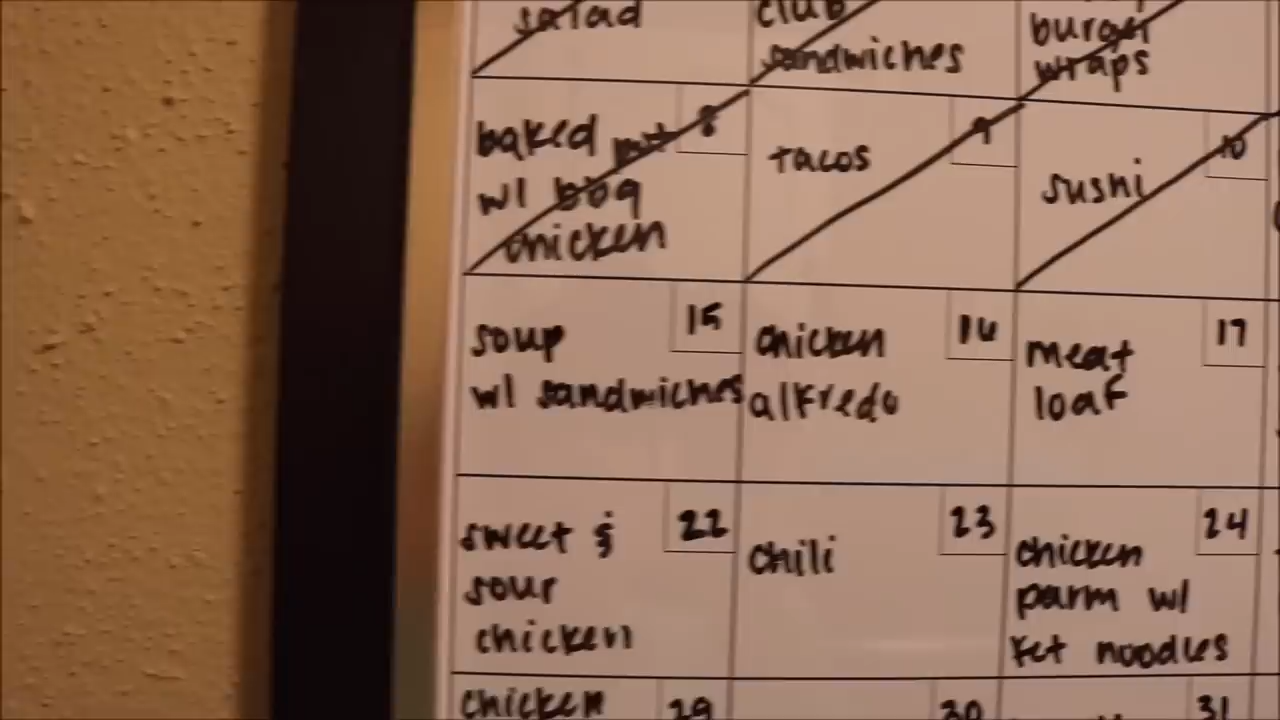 salad
club
sandwiches
burger
wraps
baked
w/ bbq
chicken
8
tacos
9
sushi
10
soup
w/ sandwiches
15
chicken
alfredo
16
meat
loaf
17
sweet &
sour
chicken
22
chili
23
chicken
parm w/
fet noodles
24
chicken
29
30
31